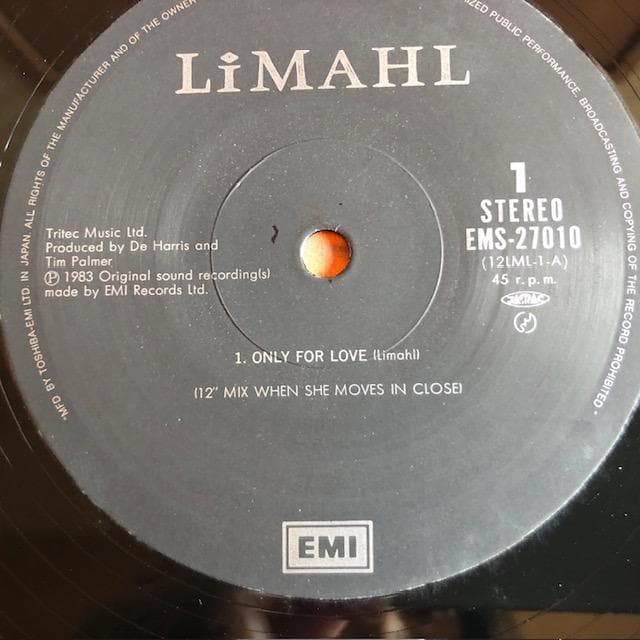 LiMAHL
1
STEREO
EMS-27010
(12LML-1-A)
45 r.p.m.
JASRAC
Tritec Music Ltd.
Produced by De Harris and
Tim Palmer
Ⓟ 1983 Original sound recording(s)
made by EMI Records Ltd.
1. ONLY FOR LOVE (Limahl)
(12" MIX WHEN SHE MOVES IN CLOSE)
EMI
"MFD BY TOSHIBA-EMI LTD. IN JAPAN, ALL RIGHTS OF THE MANUFACTURER AND OF THE OWNER
PUBLIC PERFORMANCE, BROADCASTING AND COPYING OF THE RECORD PROHIBITED"